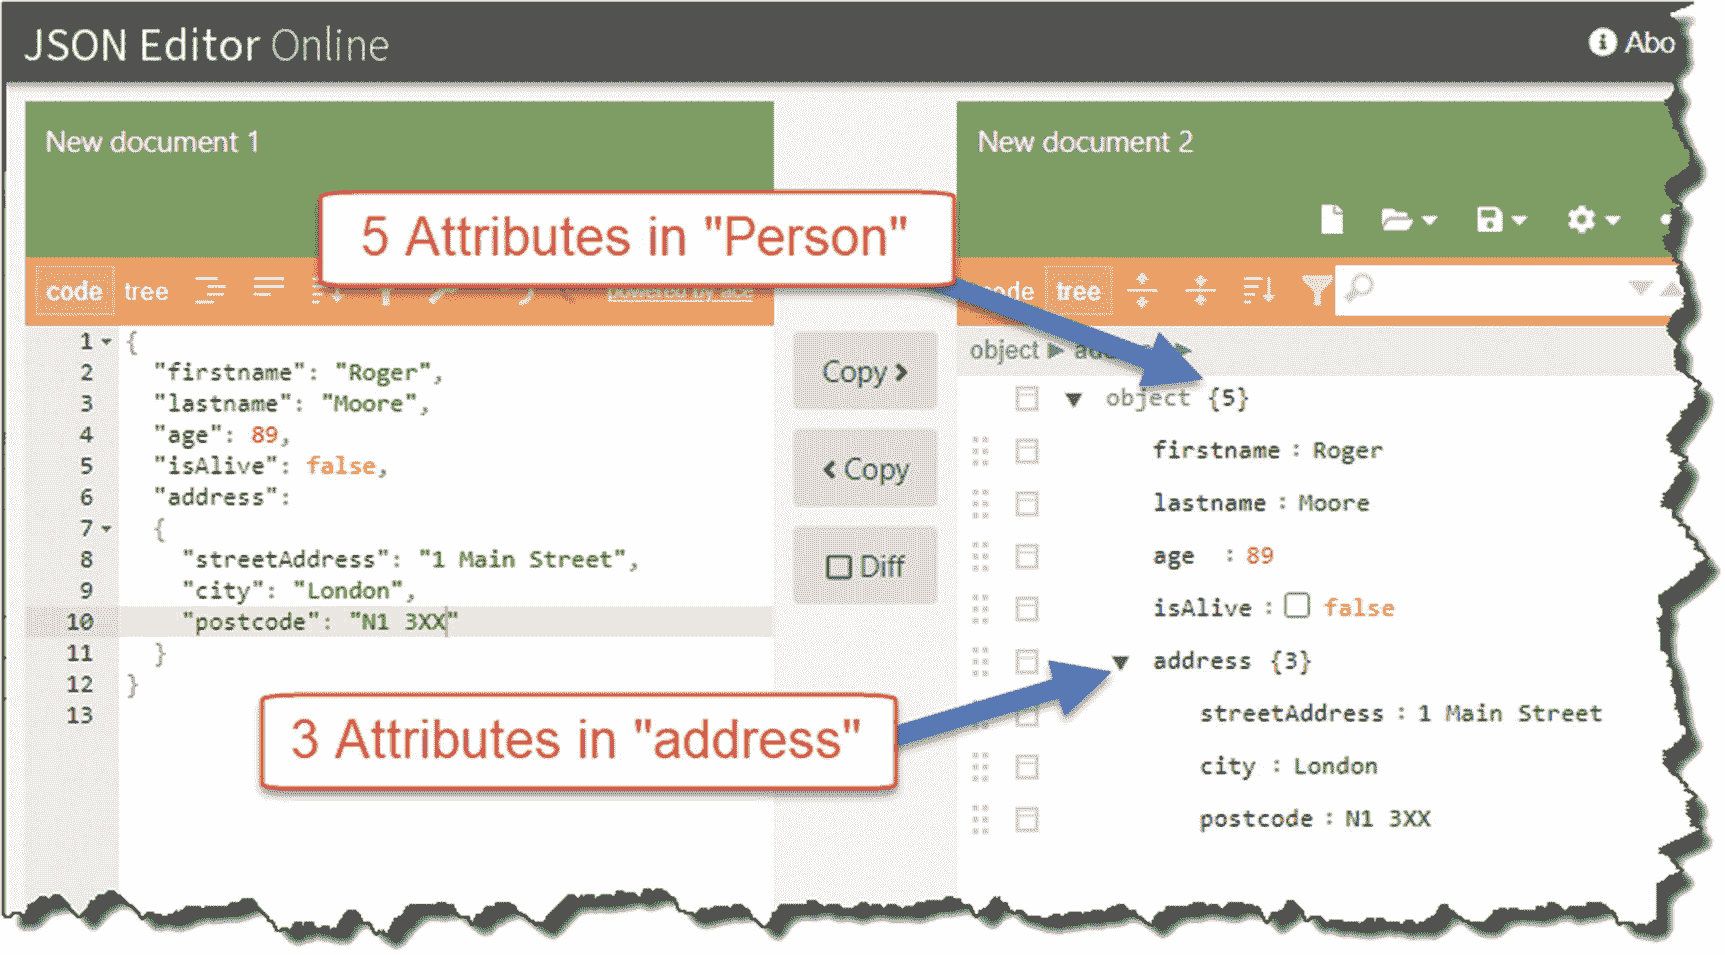 JSON Editor Online
Abo
New document 1
New document 2
5 Attributes in "Person"
code tree
powered by ace
code tree
1 {
2 "firstname": "Roger",
3 "lastname": "Moore",
4 "age": 89,
5 "isAlive": false,
6 "address":
7 {
8 "streetAddress": "1 Main Street",
9 "city": "London",
10 "postcode": "N1 3XX"
11 }
12 }
13
Copy >
< Copy
Diff
object
object {5}
firstname : Roger
lastname : Moore
age : 89
isAlive : false
address {3}
streetAddress : 1 Main Street
city : London
postcode : N1 3XX
3 Attributes in "address"